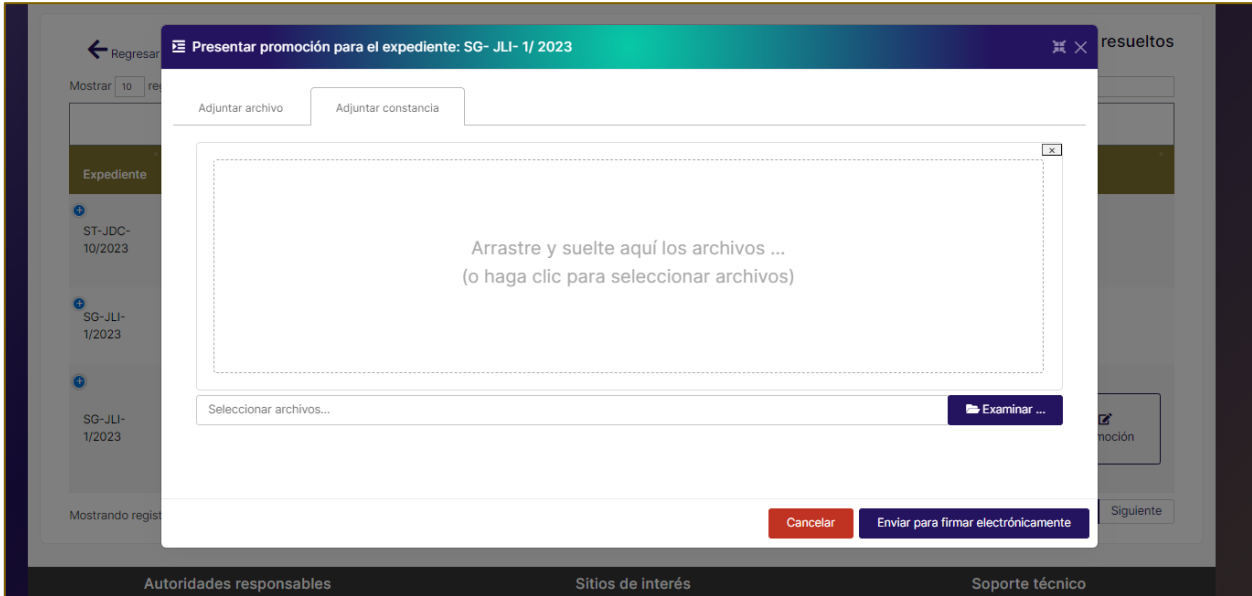 Regresar
resueltos
Presentar promoción para el expediente: SG- JLI- 1/ 2023
Mostrar 10
Adjuntar archivo
Adjuntar constancia
Expediente
Arrastre y suelte aquí los archivos ...
(o haga clic para seleccionar archivos)
ST-JDC-
10/2023
SG-JLI-
1/2023
SG-JLI-
1/2023
Seleccionar archivos...
Examinar ...
moción
Mostrando regist
Cancelar
Enviar para firmar electrónicamente
Siguiente
Autoridades responsables
Sitios de interés
Soporte técnico